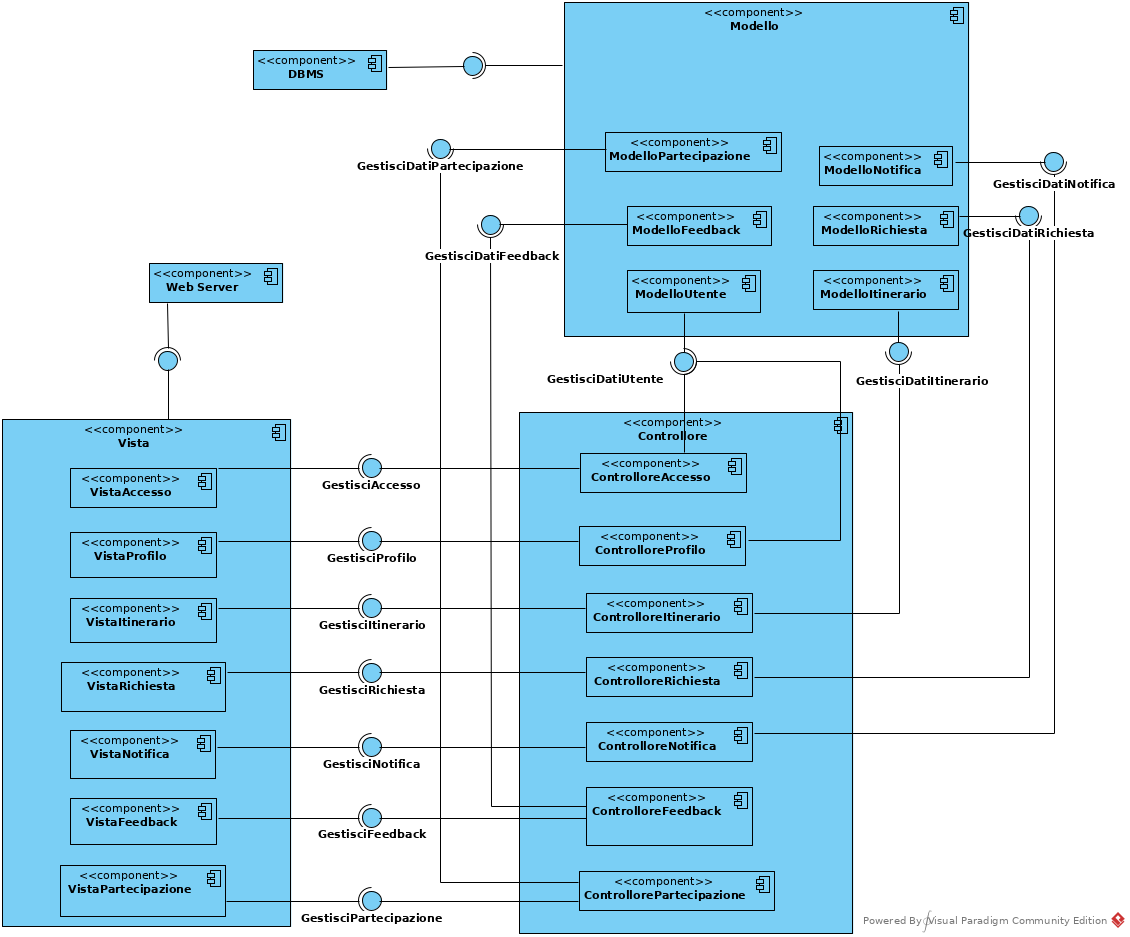 <<component>>
Modello
<<component>>
DBMS
<<component>>
ModelloPartecipazione
GestisciDatiPartecipazione
<<component>>
ModelloNotifica
GestisciDatiNotifica
<<component>>
ModelloFeedback
<<component>>
ModelloRichiesta
GestisciDatiRichiesta
GestisciDatiFeedback
<<component>>
Web Server
<<component>>
ModelloUtente
<<component>>
ModelloItinerario
GestisciDatiUtente
GestisciDatiItinerario
<<component>>
Vista
<<component>>
Controllore
<<component>>
VistaAccesso
GestisciAccesso
<<component>>
ControlloreAccesso
<<component>>
VistaProfilo
GestisciProfilo
<<component>>
ControlloreProfilo
<<component>>
VistaItinerario
GestisciItinerario
<<component>>
ControlloreItinerario
<<component>>
VistaRichiesta
GestisciRichiesta
<<component>>
ControlloreRichiesta
<<component>>
VistaNotifica
GestisciNotifica
<<component>>
ControlloreNotifica
<<component>>
VistaFeedback
GestisciFeedback
<<component>>
ControlloreFeedback
<<component>>
VistaPartecipazione
GestisciPartecipazione
<<component>>
ControllorePartecipazione
Powered By Visual Paradigm Community Edition